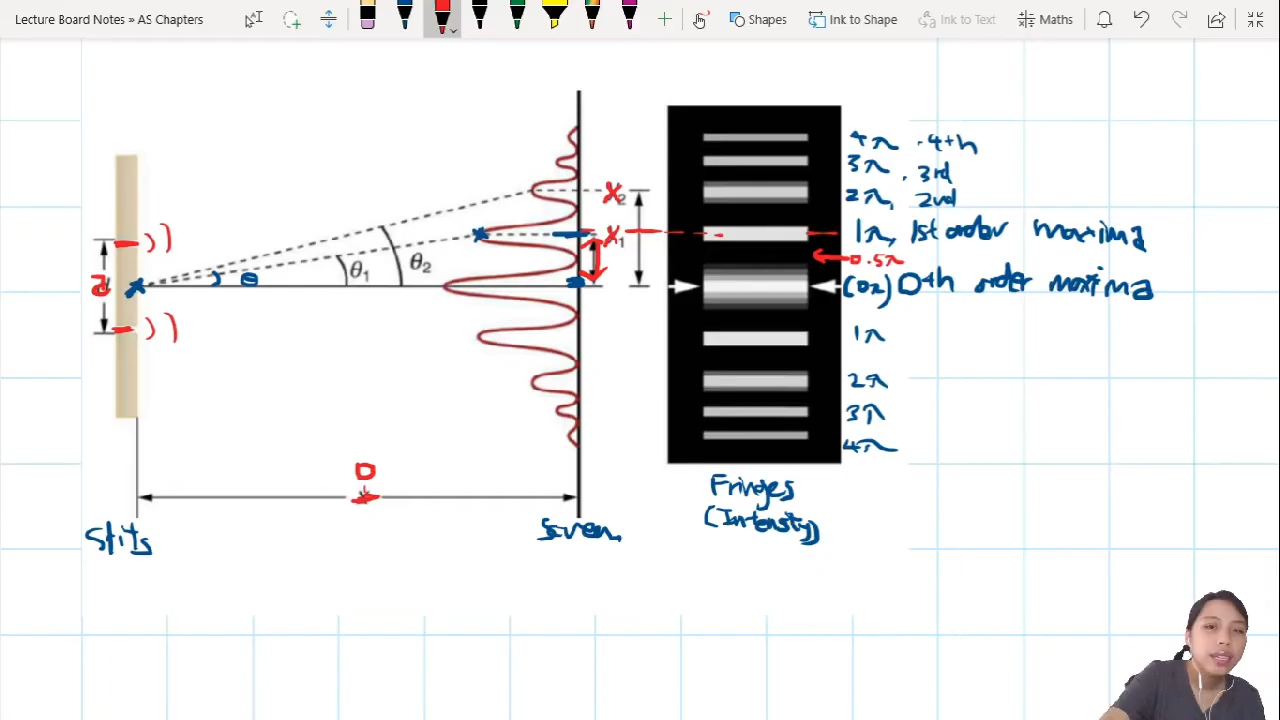 Lecture Board Notes » AS Chapters
Shapes
Ink to Shape
Ink to Text
Maths
4λ .4th
3λ . 3rd
2λ, 2nd
x2
1λ, 1st order maxima
x1
0.5λ
θ2
θ1
θ
a
(0λ) 0th order maxima
1λ
2λ
3λ
4λ
D
Slits
Screen
Fringes
(Intensity)